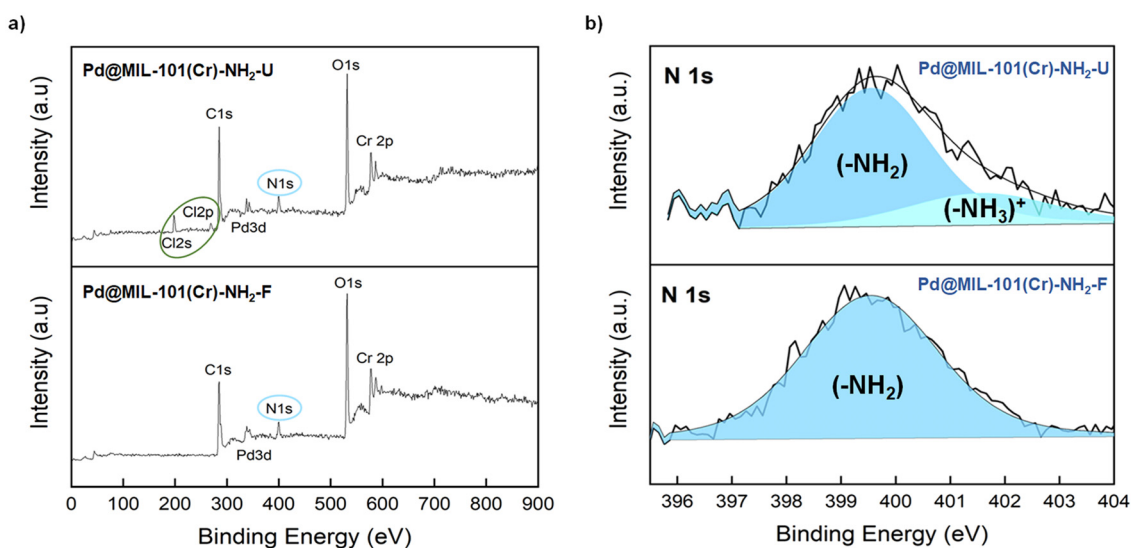 a)
Pd@MIL-101(Cr)-NH₂-U
O1s
C1s
Cr 2p
N1s
Cl2p
Cl2s
Pd3d
Intensity (a.u)
Pd@MIL-101(Cr)-NH₂-F
O1s
C1s
Cr 2p
N1s
Pd3d
Intensity (a.u)
0 100 200 300 400 500 600 700 800 900
Binding Energy (eV)
b)
N 1s
Pd@MIL-101(Cr)-NH₂-U
(-NH₂)
(-NH₃)⁺
Intensity (a.u.)
N 1s
Pd@MIL-101(Cr)-NH₂-F
(-NH₂)
Intensity (a.u.)
396 397 398 399 400 401 402 403 404
Binding Energy (eV)